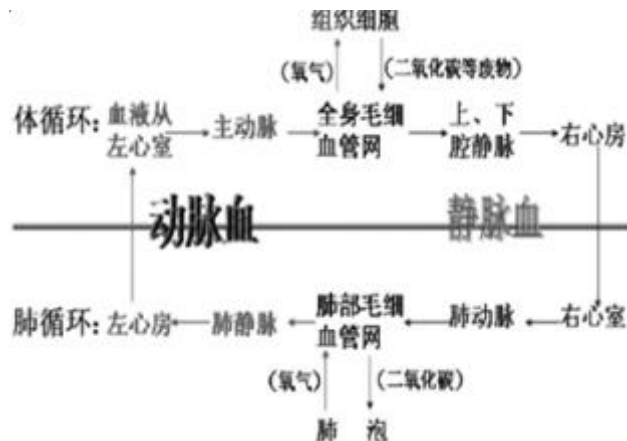 组织细胞
(氧气) (二氧化碳等废物)
体循环: 血液从左心室 主动脉 全身毛细血管网 上、下腔静脉 右心房
动脉血 静脉血
肺循环: 左心房 肺静脉 肺部毛细血管网 肺动脉 右心室
(氧气) (二氧化碳)
肺 泡